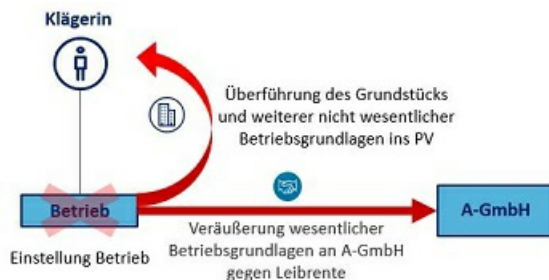 Klägerin
Überführung des Grundstücks
und weiterer nicht wesentlicher
Betriebsgrundlagen ins PV
Betrieb
A-GmbH
Einstellung Betrieb
Veräußerung wesentlicher
Betriebsgrundlagen an A-GmbH
gegen Leibrente